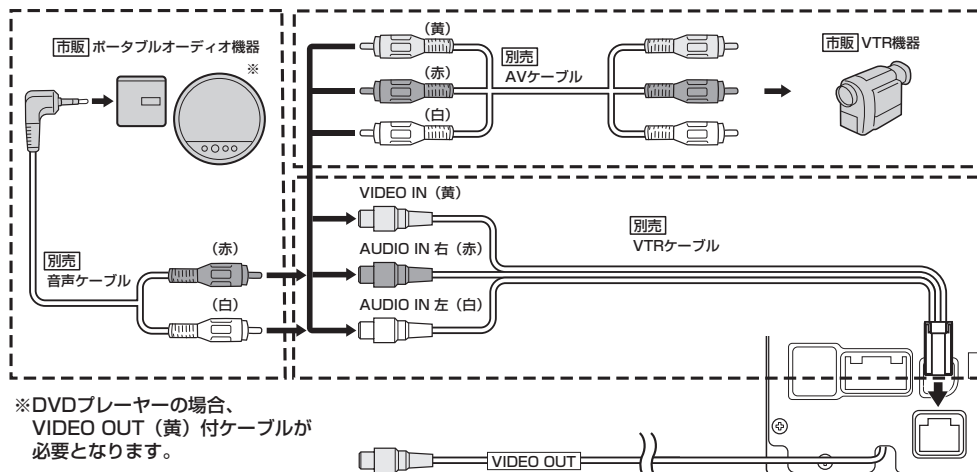 市販 ポータブルオーディオ機器
※
別売
音声ケーブル
(赤)
(白)
(黄)
(赤)
(白)
別売
AVケーブル
市販 VTR機器
VIDEO IN(黄)
AUDIO IN 右(赤)
AUDIO IN 左(白)
別売
VTRケーブル
※DVDプレーヤーの場合、
VIDEO OUT(黄)付ケーブルが
必要となります。
VIDEO OUT